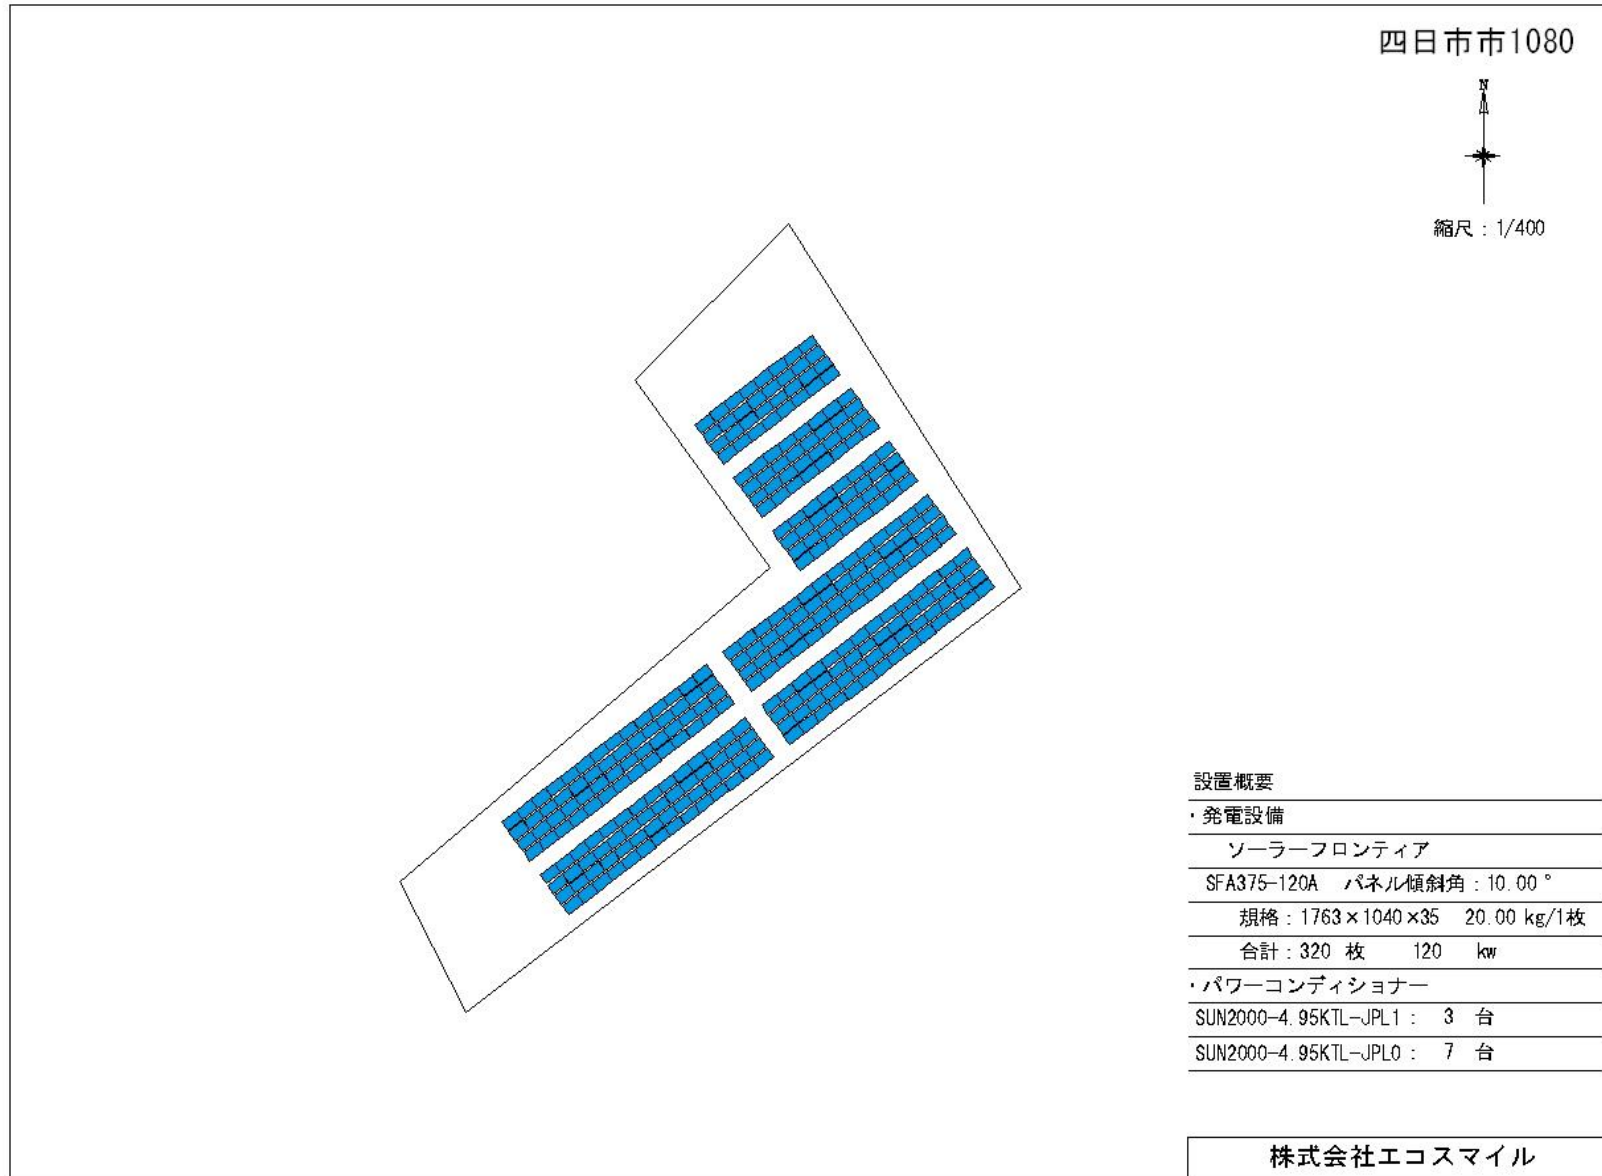 四日市市1080
N
縮尺：1/400
設置概要
・発電設備
ソーラーフロンティア
SFA375-120A パネル傾斜角：10.00°
規格：1763×1040×35 20.00 kg/1枚
合計：320 枚 120 kw
・パワーコンディショナー
SUN2000-4.95KTL-JPL1： 3 台
SUN2000-4.95KTL-JPL0： 7 台
株式会社エコスマイル